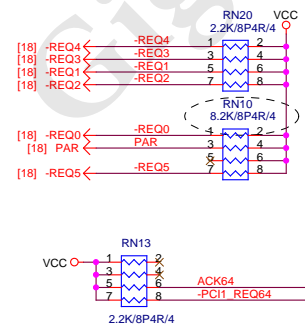 RN20 VCC
2.2K/8P4R/4
[18] -REQ4 -REQ4 1 2
[18] -REQ3 -REQ3 3 4
[18] -REQ1 -REQ1 5 6
[18] -REQ2 -REQ2 7 8
RN10
8.2K/8P4R/4
[18] -REQ0 -REQ0 1 2
[18] PAR PAR 3 4
5 6
[18] -REQ5 -REQ5 7 8
RN13
VCC 1 2
3 4
5 6 ACK64
7 8 -PCI1_REQ64
2.2K/8P4R/4